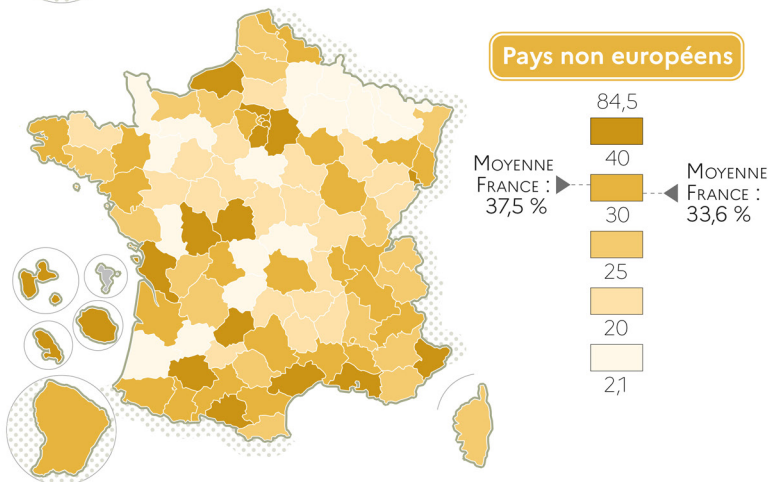 Pays non européens
84,5
40
MOYENNE
FRANCE :
37,5 %
MOYENNE
FRANCE :
33,6 %
30
25
20
2,1